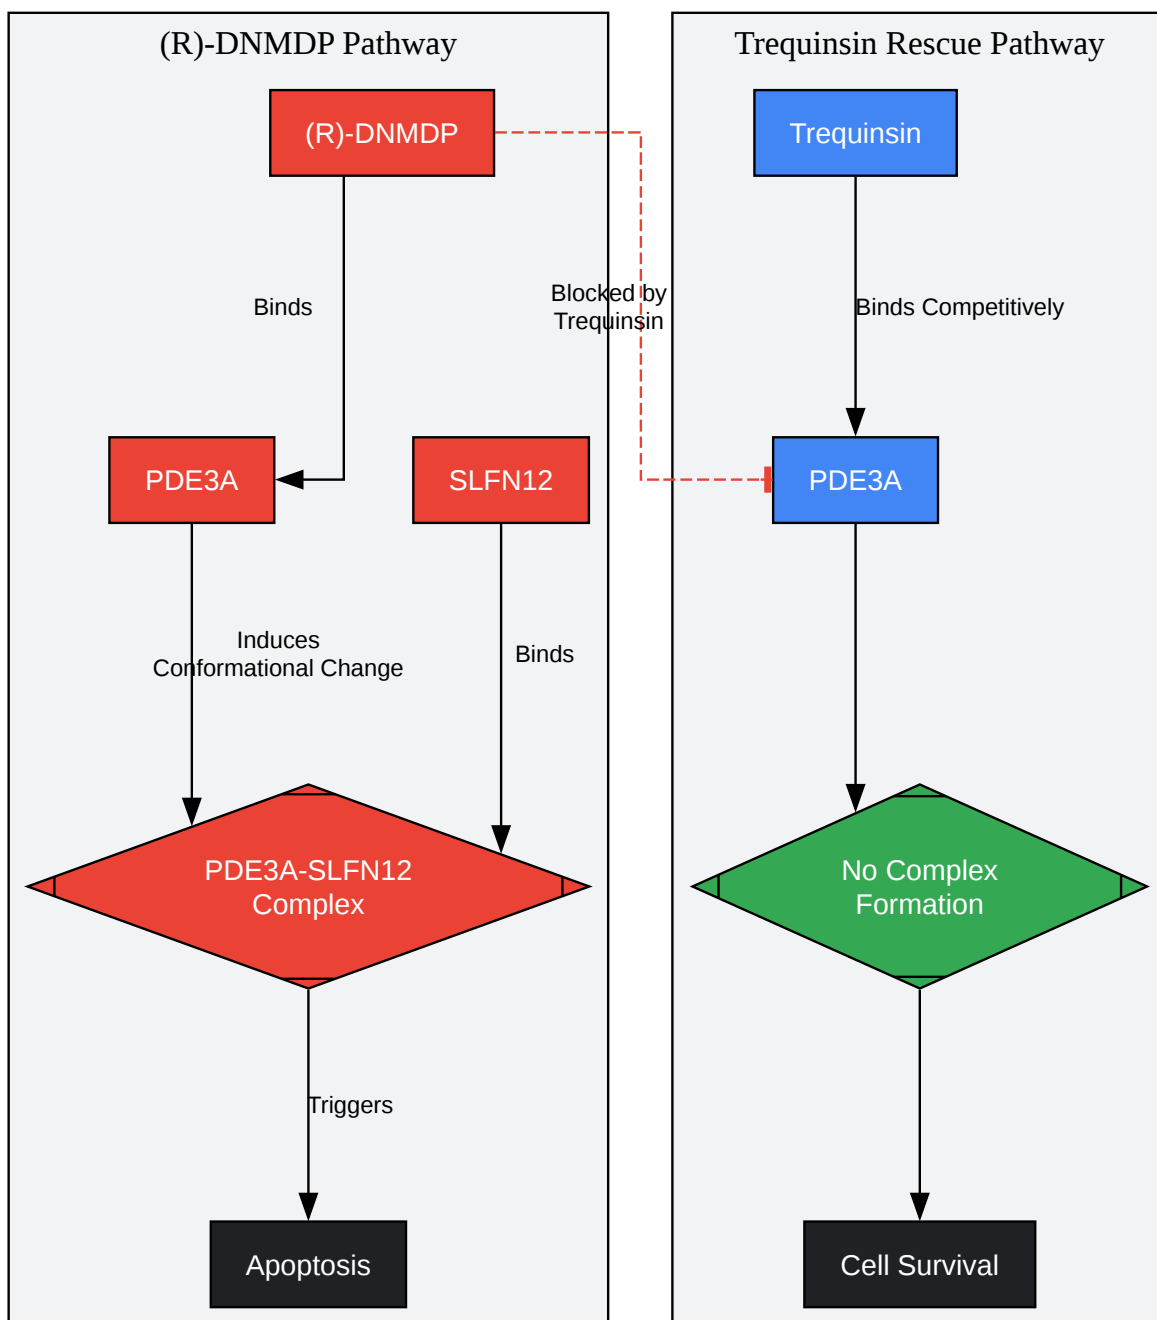 (R)-DNMDP Pathway
Trequinsin Rescue Pathway
(R)-DNMDP
Trequinsin
Binds
Blocked by
Trequinsin
Binds Competitively
PDE3A
SLFN12
PDE3A
Induces
Conformational Change
Binds
PDE3A-SLFN12
Complex
No Complex
Formation
Triggers
Apoptosis
Cell Survival